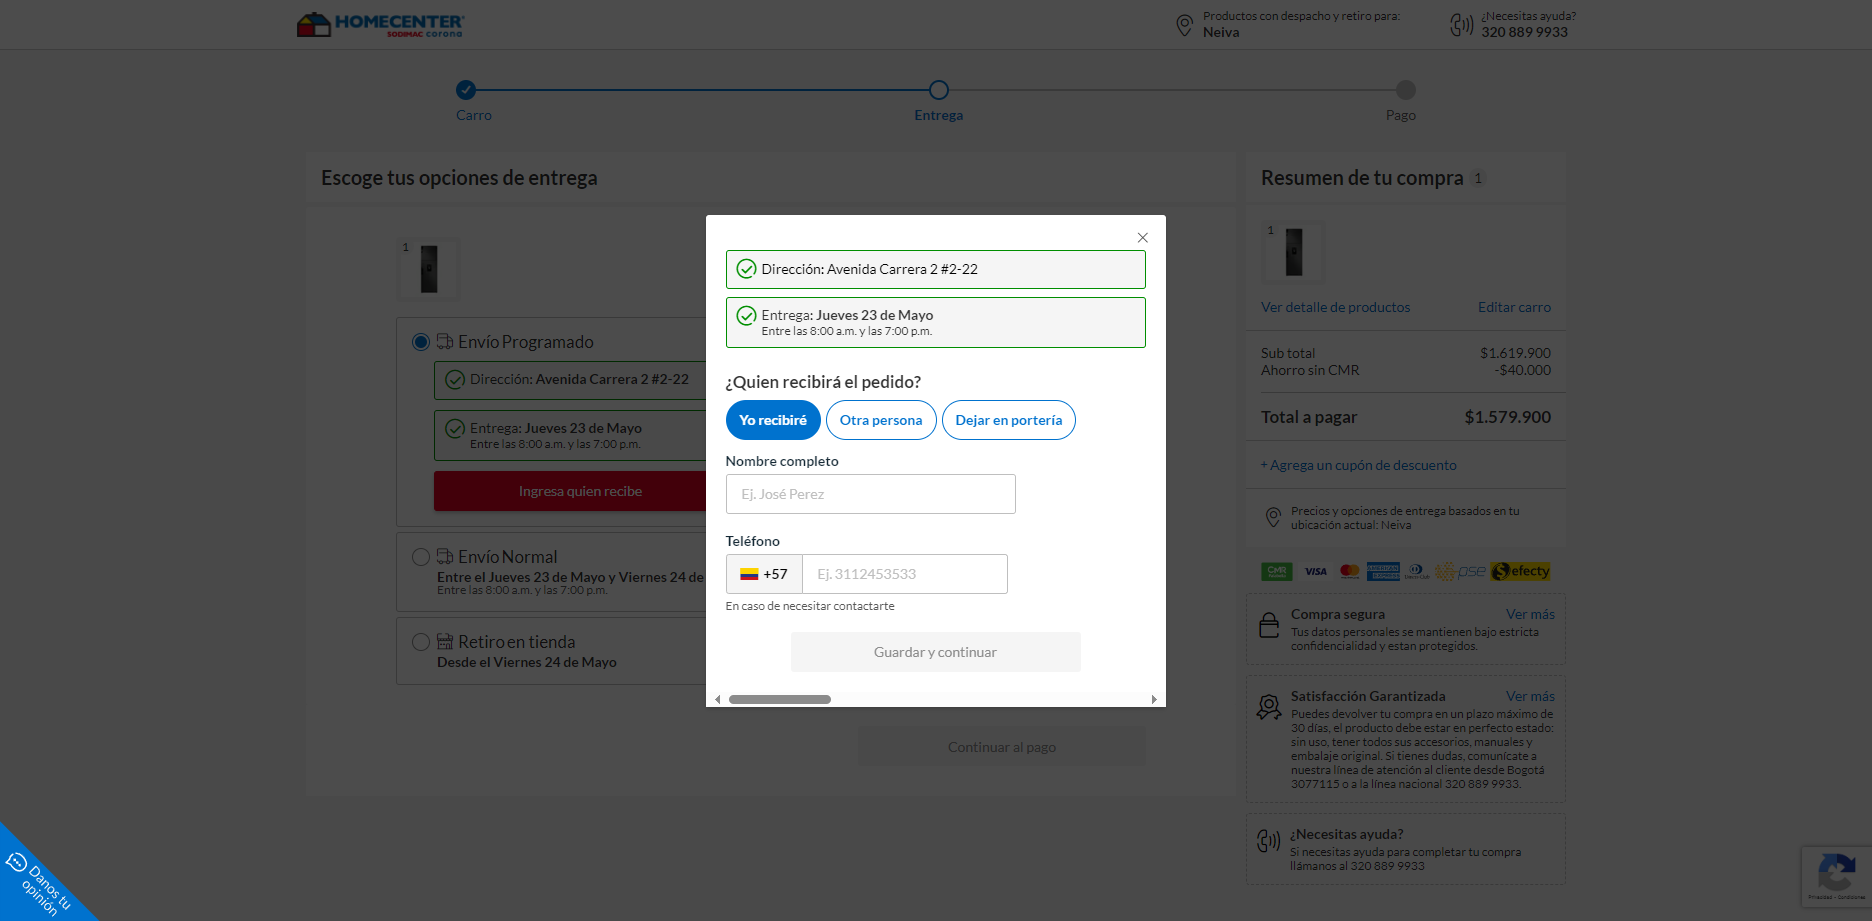 HOMECENTER
SODIMAC corona
Productos con despacho y retiro para:
Neiva
¿Necesitas ayuda?
320 889 9933
Carro
Entrega
Pago
Escoge tus opciones de entrega
1
Envío Programado
Dirección: Avenida Carrera 2 #2-22
Entrega: Jueves 23 de Mayo
Entre las 8:00 a.m. y las 7:00 p.m.
Ingresa quien recibe
Envío Normal
Entre el Jueves 23 de Mayo y Viernes 24 de
Entre las 8:00 a.m. y las 7:00 p.m.
Retiro en tienda
Desde el Viernes 24 de Mayo
Continuar al pago
Dirección: Avenida Carrera 2 #2-22
Entrega: Jueves 23 de Mayo
Entre las 8:00 a.m. y las 7:00 p.m.
¿Quien recibirá el pedido?
Yo recibiré
Otra persona
Dejar en portería
Nombre completo
Ej. José Perez
Teléfono
+57
Ej. 3112453533
En caso de necesitar contactarte
Guardar y continuar
Resumen de tu compra 1
1
Ver detalle de productos
Editar carro
Sub total $1.619.900
Ahorro sin CMR -$40.000
Total a pagar $1.579.900
+ Agrega un cupón de descuento
Precios y opciones de entrega basados en tu
ubicación actual: Neiva
CMR
VISA
AMERICAN EXPRESS
pse
efecty
Compra segura Ver más
Tus datos personales se mantienen bajo estricta
confidencialidad y estan protegidos.
Satisfacción Garantizada Ver más
Puedes devolver tu compra en un plazo máximo de
30 días, el producto debe estar en perfecto estado:
sin uso, tener todos sus accesorios, manuales y
embalaje original. Si tienes dudas, comunícate a
nuestra línea de atención al cliente desde Bogotá
3077115 o a la línea nacional 320 889 9933.
¿Necesitas ayuda?
Si necesitas ayuda para completar tu compra
llámanos al 320 889 9933
Danos tu
opinión
Privacidad - Condiciones